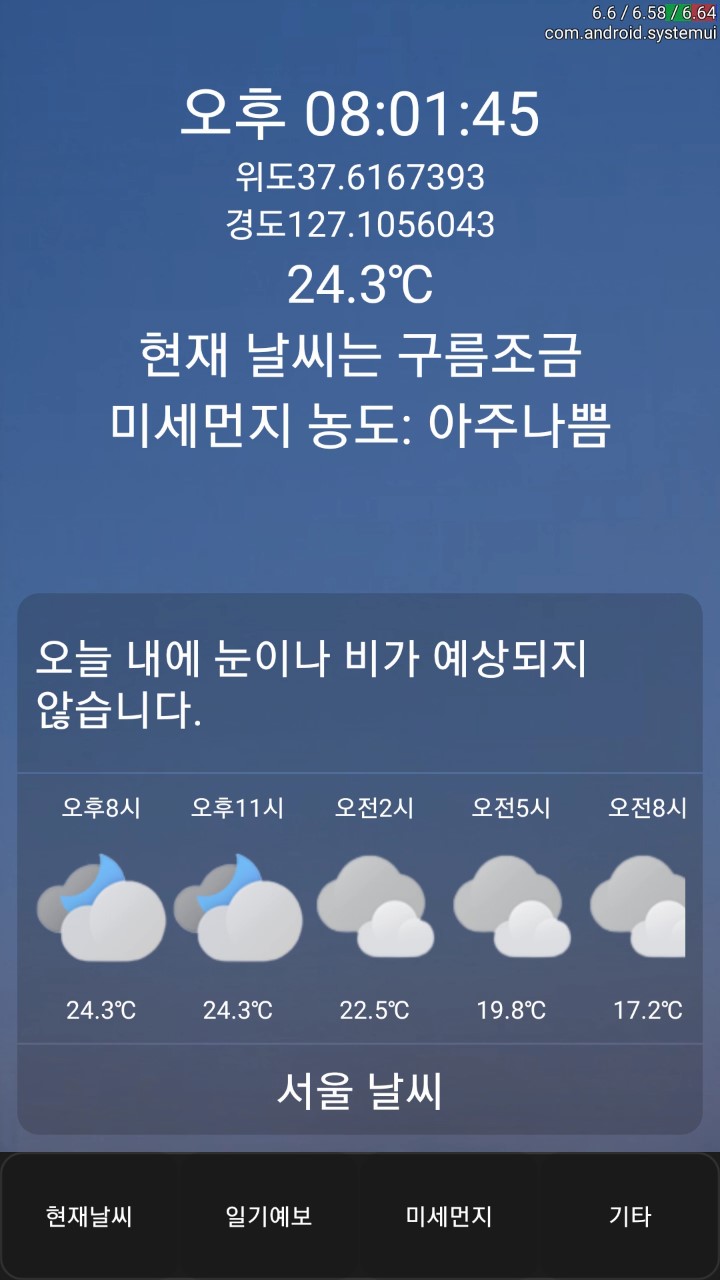 6.6 / 6.58 / 6.64
com.android.systemui
오후 08:01:45
위도37.6167393
경도127.1056043
24.3℃
현재 날씨는 구름조금
미세먼지 농도: 아주나쁨
오늘 내에 눈이나 비가 예상되지
않습니다.
오후8시 오후11시 오전2시 오전5시 오전8시
24.3℃ 24.3℃ 22.5℃ 19.8℃ 17.2℃
서울 날씨
현재날씨 일기예보 미세먼지 기타